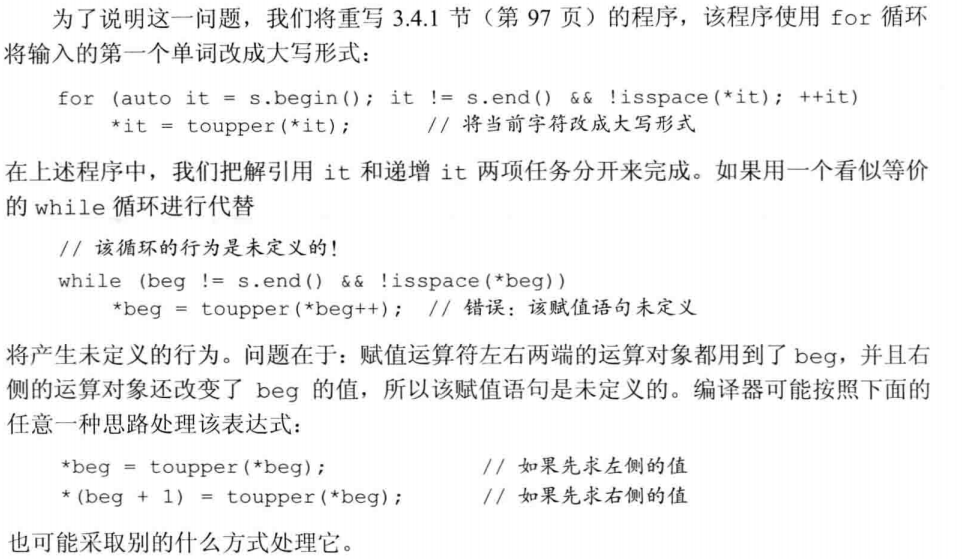 为了说明这一问题，我们将重写 3.4.1 节（第 97 页）的程序，该程序使用 for 循环
将输入的第一个单词改成大写形式：
for (auto it = s.begin(); it != s.end() && !isspace(*it); ++it)
*it = toupper(*it); // 将当前字符改成大写形式
在上述程序中，我们把解引用 it 和递增 it 两项任务分开来完成。如果用一个看似等价
的 while 循环进行代替
// 该循环的行为是未定义的！
while (beg != s.end() && !isspace(*beg))
*beg = toupper(*beg++); // 错误：该赋值语句未定义
将产生未定义的行为。问题在于：赋值运算符左右两端的运算对象都用到了 beg，并且右
侧的运算对象还改变了 beg 的值，所以该赋值语句是未定义的。编译器可能按照下面的
任意一种思路处理该表达式：
*beg = toupper(*beg); // 如果先求左侧的值
*(beg + 1) = toupper(*beg); // 如果先求右侧的值
也可能采取别的什么方式处理它。